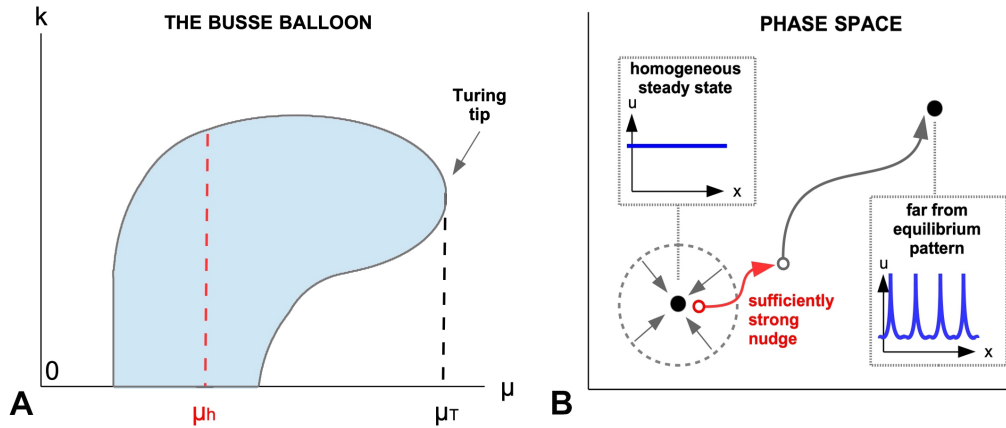 k
THE BUSSE BALLOON
Turing
tip
0
μ
μh
μT
A
PHASE SPACE
homogeneous
steady state
u
x
far from
equilibrium
pattern
u
x
sufficiently
strong
nudge
B